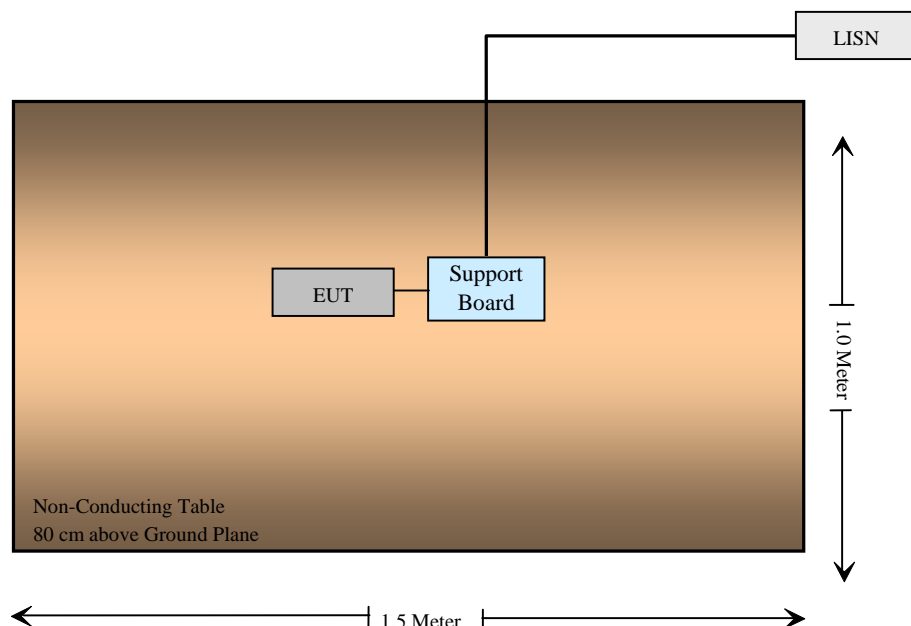 LISN
Support
Board
EUT
1.0 Meter
Non-Conducting Table
80 cm above Ground Plane
1.5 Meter